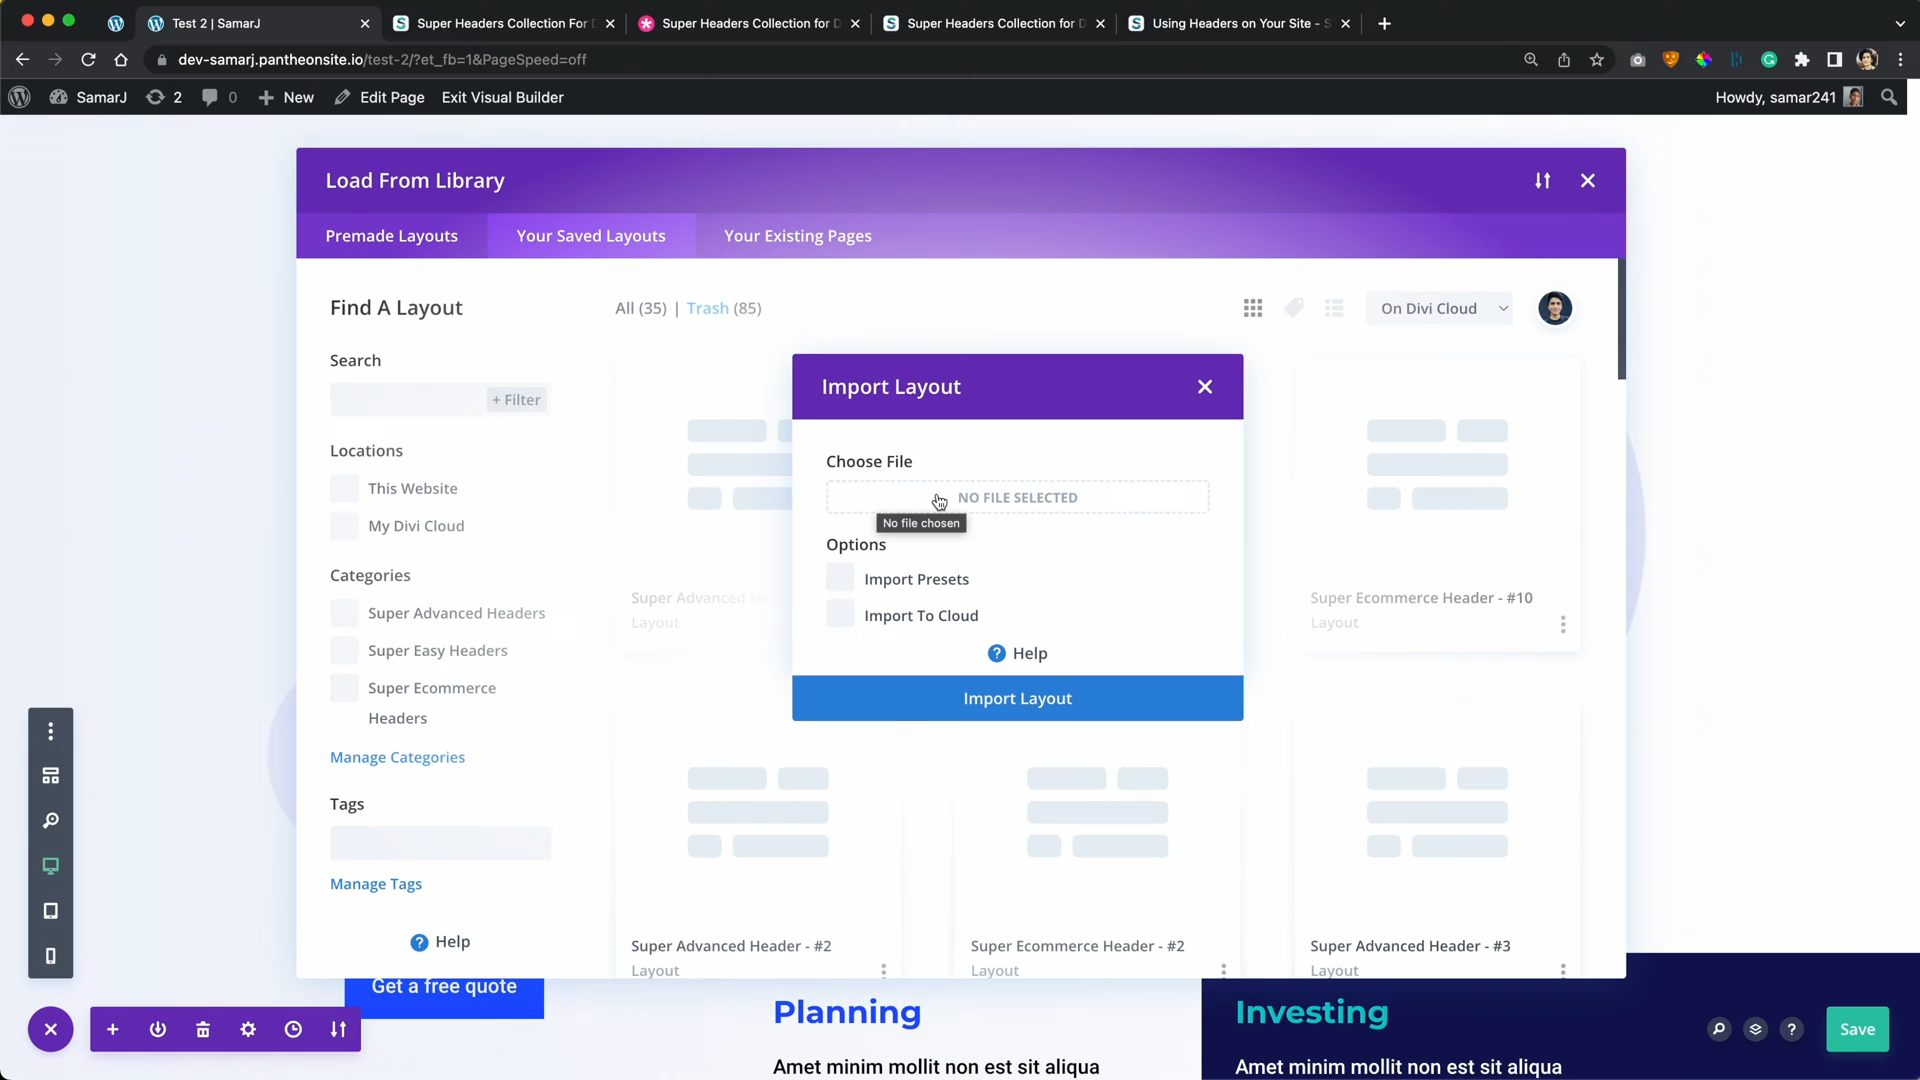 Test 2 | SamarJ
Super Headers Collection For D
Super Headers Collection for D
Super Headers Collection for D
Using Headers on Your Site - S
dev-samarj.pantheonsite.io/test-2/?et_fb=1&PageSpeed=off
SamarJ
2
0
New
Edit Page
Exit Visual Builder
Howdy, samar241
Load From Library
Premade Layouts
Your Saved Layouts
Your Existing Pages
Find A Layout
All (35) | Trash (85)
On Divi Cloud
Search
+ Filter
Locations
This Website
My Divi Cloud
Categories
Super Advanced Headers
Super Easy Headers
Super Ecommerce
Headers
Manage Categories
Tags
Manage Tags
? Help
Import Layout
Choose File
NO FILE SELECTED
No file chosen
Options
Import Presets
Import To Cloud
? Help
Import Layout
Super Advanced He
Layout
Super Ecommerce Header - #10
Layout
Super Advanced Header - #2
Layout
Super Ecommerce Header - #2
Layout
Super Advanced Header - #3
Layout
Get a free quote
Planning
Amet minim mollit non est sit aliqua
Investing
Amet minim mollit non est sit aliqua
?
Save